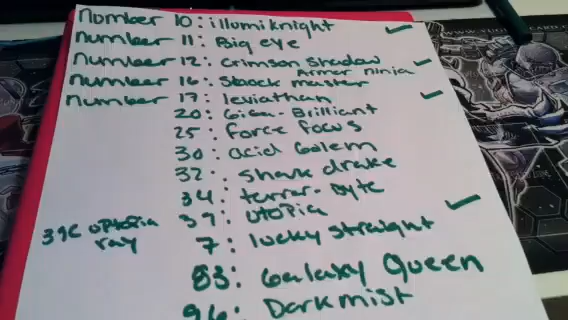 Number 10: illumiknight
Number 11: Big eye
Number 12: crimson shadow
Armor ninja
Number 16: Shock master
Number 17: leviathan
20: Giga-Brilliant
25: force focus
30: acid Golem
32: shark drake
34: terror-byte
39: utopia
39C utopia
ray
7: lucky straight
83: Galaxy Queen
96: Dark mist